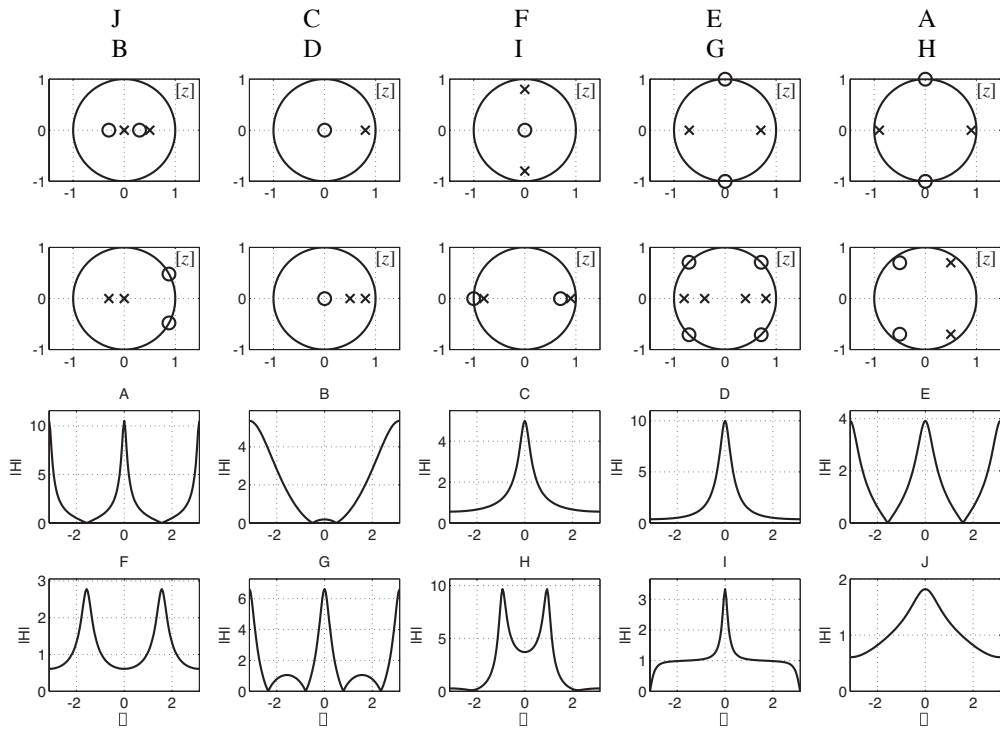 J C F E A
B D I G H
1 [z] 1 [z] 1 [z] 1 [z] 1 [z]
0 0 0 0 0
-1 -1 -1 -1 -1
-1 0 1 -1 0 1 -1 0 1 -1 0 1 -1 0 1
1 [z] 1 [z] 1 [z] 1 [z] 1 [z]
0 0 0 0 0
-1 -1 -1 -1 -1
-1 0 1 -1 0 1 -1 0 1 -1 0 1 -1 0 1
A B C D E
10 4 4 10 4
|H| 5 |H| 2 |H| 2 |H| 5 |H| 2
0 0 0 0 0
-2 0 2 -2 0 2 -2 0 2 -2 0 2 -2 0 2
F G H I J
3 6 10 3 2
|H| 2 |H| 4 |H| 5 |H| 2 |H| 1
1 2 1
0 0 0 0 0
-2 0 2 -2 0 2 -2 0 2 -2 0 2 -2 0 2